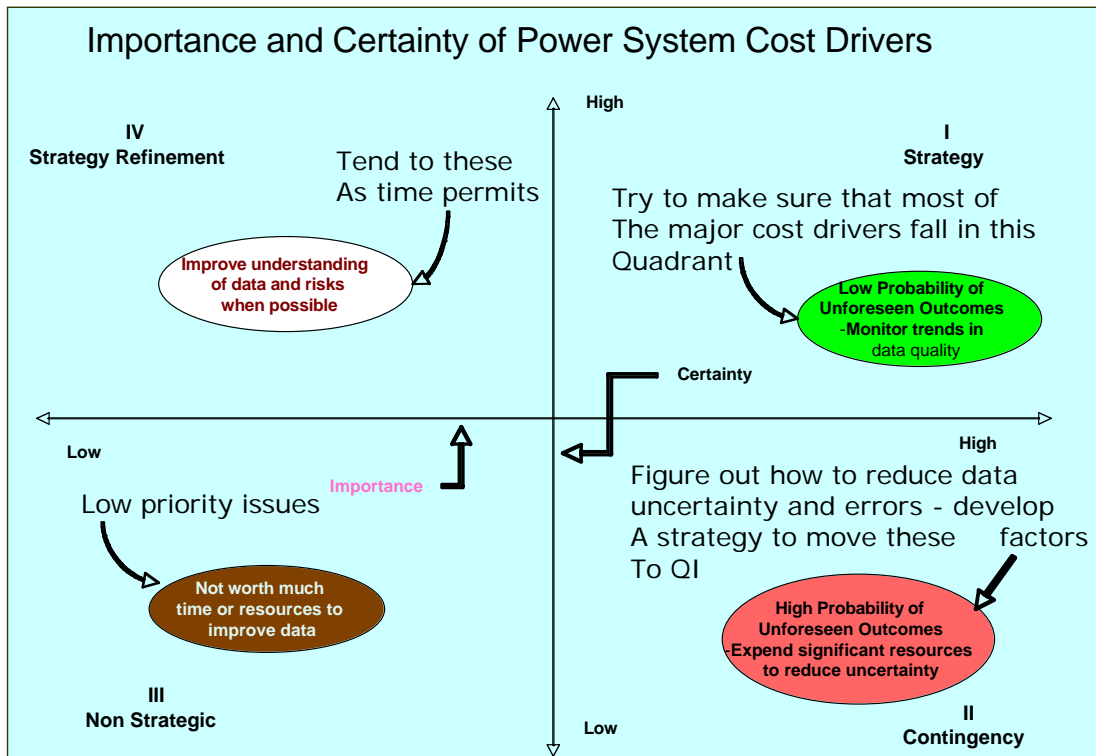 Importance and Certainty of Power System Cost Drivers
High
IV
Strategy Refinement
I
Strategy
Tend to these
As time permits
Try to make sure that most of
The major cost drivers fall in this
Quadrant
Improve understanding
of data and risks
when possible
Low Probability of
Unforeseen Outcomes
-Monitor trends in
data quality
Certainty
Low
High
Importance
Low priority issues
Figure out how to reduce data
uncertainty and errors - develop
A strategy to move these factors
To QI
Not worth much
time or resources to
improve data
High Probability of
Unforeseen Outcomes
-Expend significant resources
to reduce uncertainty
III
Non Strategic
Low
II
Contingency